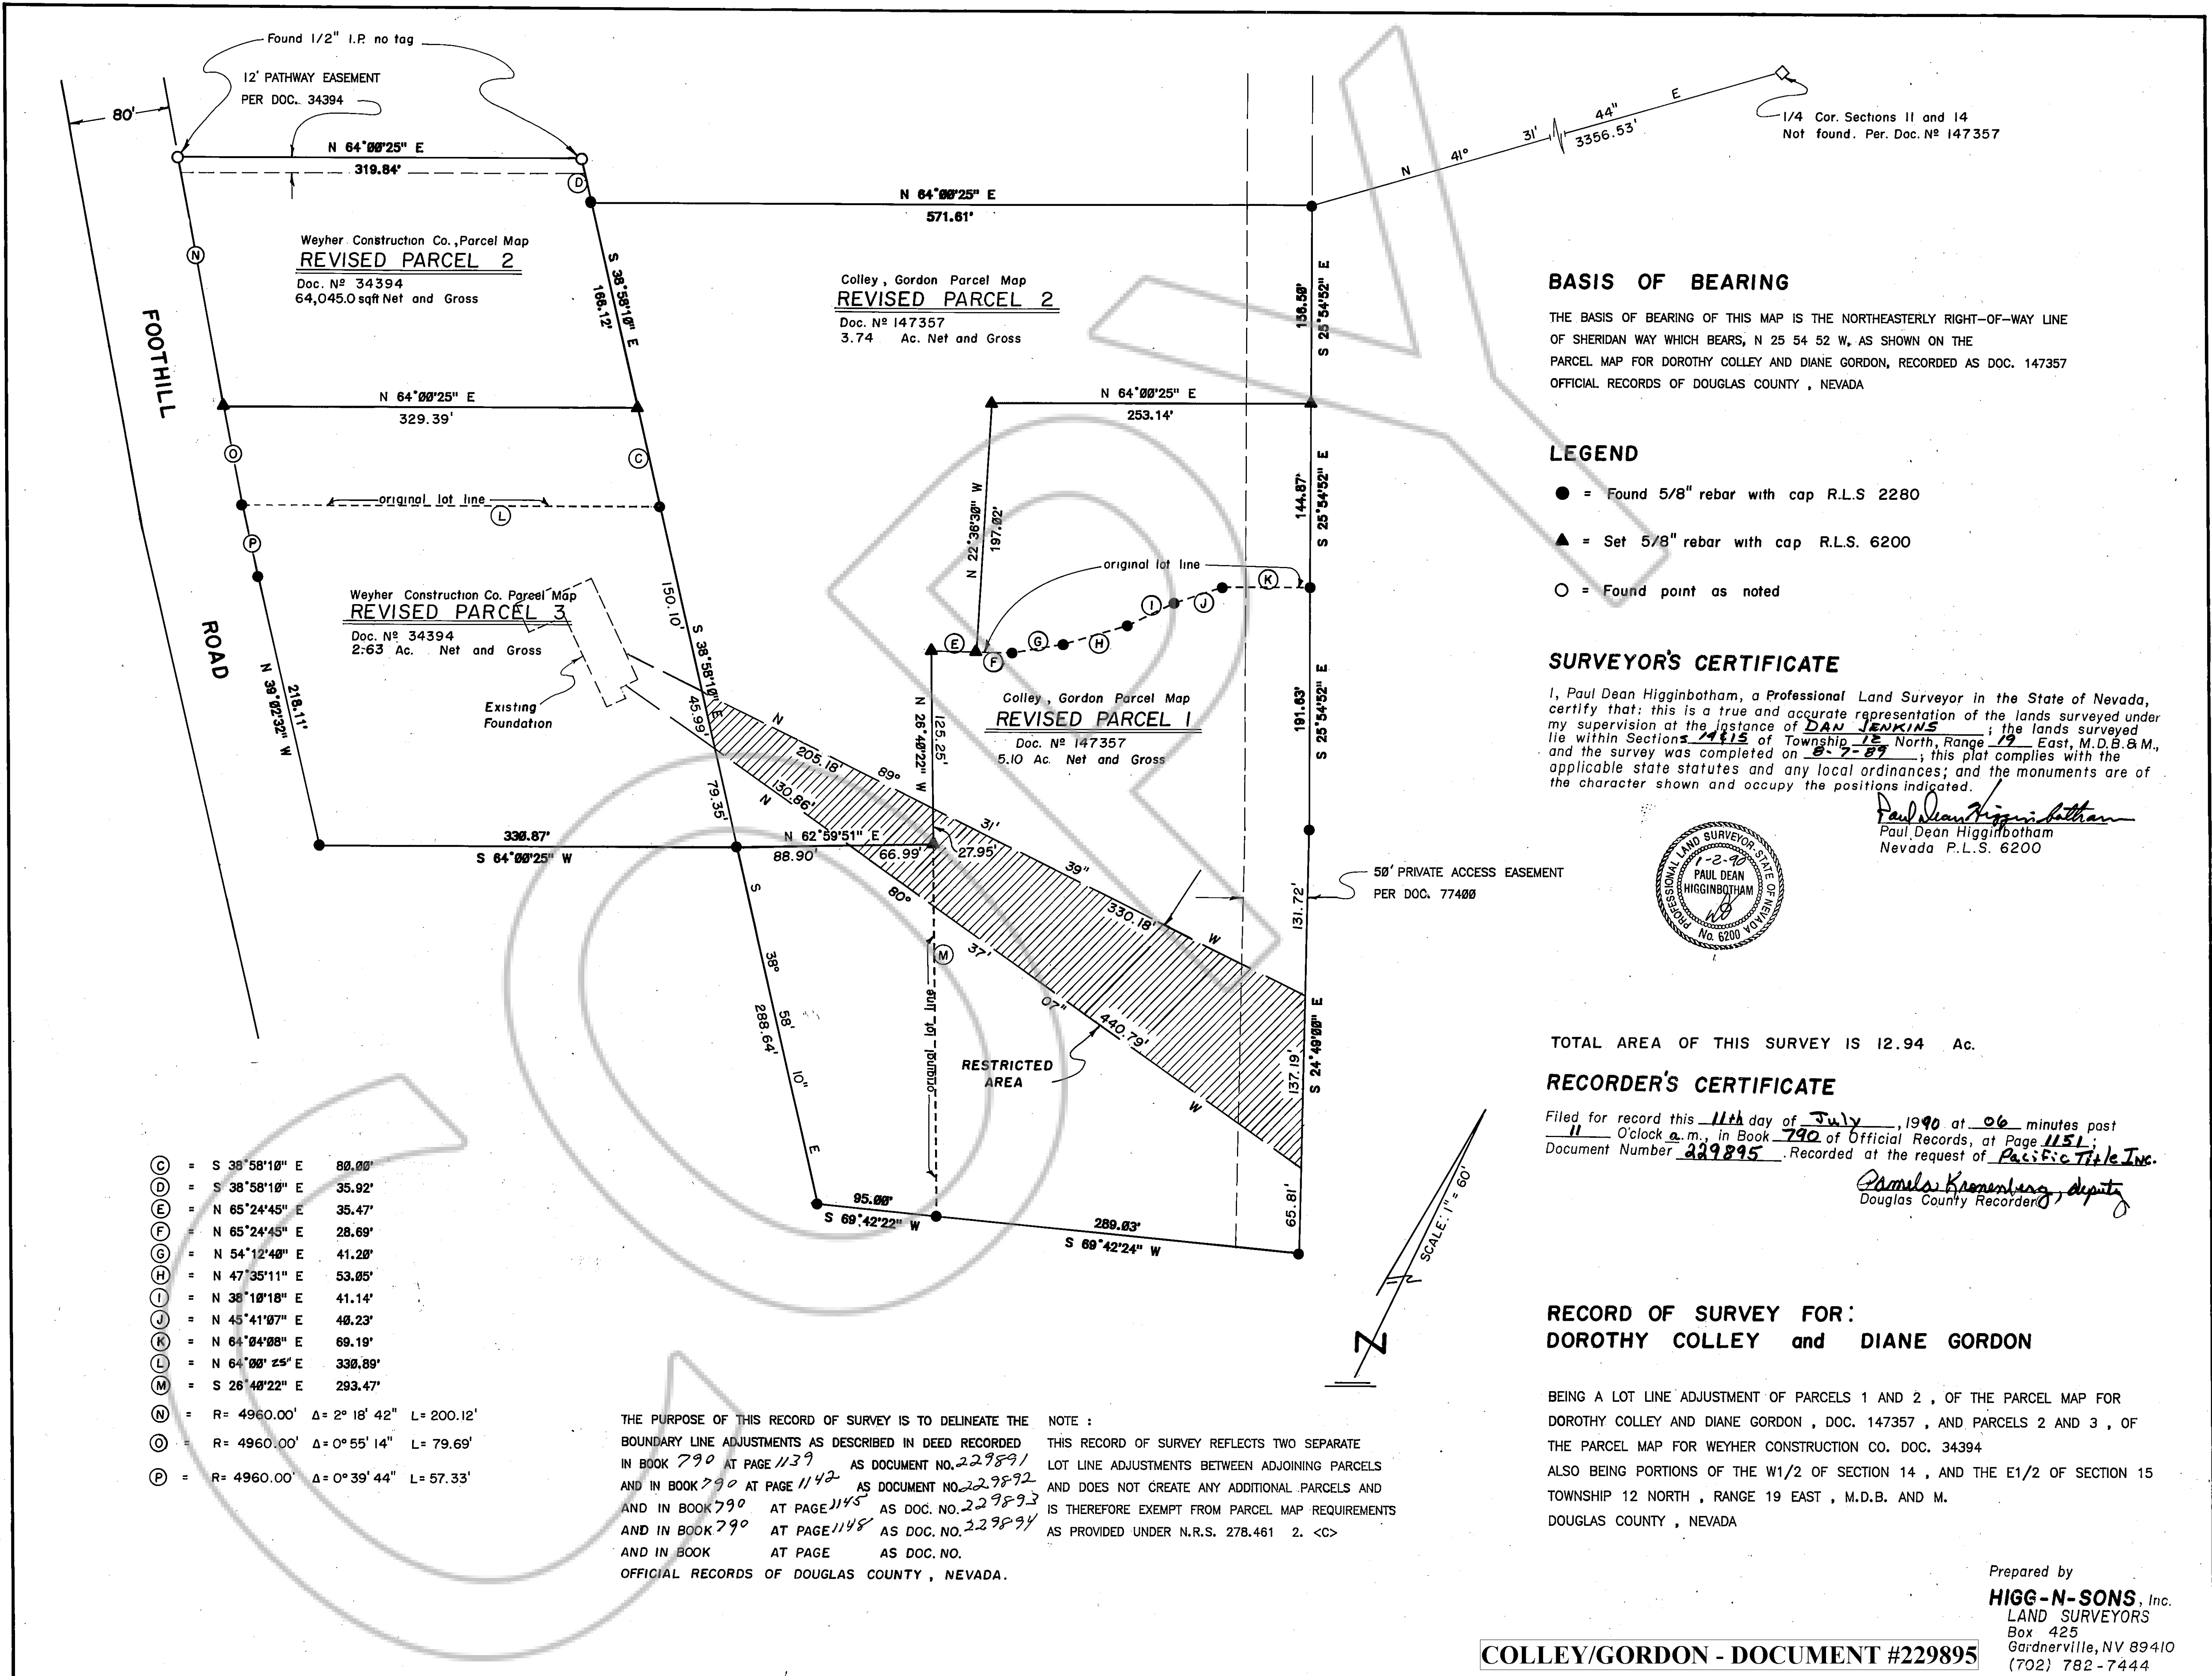 Found 1/2" I.P. no tag
12' PATHWAY EASEMENT
PER DOC. 34394
80'
N 64°00'25" E
319.84'
D
N 64°00'25" E
571.61'
N 41° 31' 44" E
3356.53'
1/4 Cor. Sections 11 and 14
Not found. Per. Doc. Nº 147357
N
Weyher Construction Co., Parcel Map
REVISED PARCEL 2
Doc. Nº 34394
64,045.0 sqft Net and Gross
S 38°58'10" E
166.12'
Colley, Gordon Parcel Map
REVISED PARCEL 2
Doc. Nº 147357
3.74 Ac. Net and Gross
156.50'
S 25°54'52" E
FOOTHILL
ROAD
N 64°00'25" E
329.39'
N 64°00'25" E
253.14'
O
C
original lot line
L
P
N 22°36'30" W
197.02'
144.87'
S 25°54'52" E
original lot line
K
I
J
E
F
G
H
Weyher Construction Co. Parcel Map
REVISED PARCEL 3
Doc. Nº 34394
2.63 Ac. Net and Gross
150.10'
S 38°58'10" E
45.99'
79.35'
Existing
Foundation
N 39°02'32" W
218.11'
Colley, Gordon Parcel Map
REVISED PARCEL 1
Doc. Nº 147357
5.10 Ac. Net and Gross
N 26°40'22" W
125.25'
191.63'
S 25°54'52" E
N 89° 31' 39" W
205.18'
330.18'
N 80° 37' 07" W
130.86'
440.79'
330.87'
S 64°00'25" W
N 62°59'51" E
88.90'
66.99'
27.95'
M
original lot line
50' PRIVATE ACCESS EASEMENT
PER DOC. 77400
131.72'
137.19'
S 24°49'00" E
65.81'
S 38° 58' 10" E
288.64'
RESTRICTED
AREA
95.00'
S 69°42'22" W
289.03'
S 69°42'24" W
SCALE: 1" = 60'
N
C = S 38°58'10" E 80.00'
D = S 38°58'10" E 35.92'
E = N 65°24'45" E 35.47'
F = N 65°24'45" E 28.69'
G = N 54°12'40" E 41.20'
H = N 47°35'11" E 53.05'
I = N 38°10'18" E 41.14'
J = N 45°41'07" E 40.23'
K = N 64°04'08" E 69.19'
L = N 64°00'25" E 330.89'
M = S 26°40'22" E 293.47'
N = R= 4960.00' Δ= 2° 18' 42" L= 200.12'
O = R= 4960.00' Δ= 0° 55' 14" L= 79.69'
P = R= 4960.00' Δ= 0° 39' 44" L= 57.33'
THE PURPOSE OF THIS RECORD OF SURVEY IS TO DELINEATE THE
BOUNDARY LINE ADJUSTMENTS AS DESCRIBED IN DEED RECORDED
IN BOOK 790 AT PAGE 1139 AS DOCUMENT NO. 229891
AND IN BOOK 790 AT PAGE 1142 AS DOCUMENT NO. 229892
AND IN BOOK 790 AT PAGE 1145 AS DOC. NO. 229893
AND IN BOOK 790 AT PAGE 1148 AS DOC. NO. 229894
AND IN BOOK AT PAGE AS DOC. NO.
OFFICIAL RECORDS OF DOUGLAS COUNTY, NEVADA.
NOTE :
THIS RECORD OF SURVEY REFLECTS TWO SEPARATE
LOT LINE ADJUSTMENTS BETWEEN ADJOINING PARCELS
AND DOES NOT CREATE ANY ADDITIONAL PARCELS AND
IS THEREFORE EXEMPT FROM PARCEL MAP REQUIREMENTS
AS PROVIDED UNDER N.R.S. 278.461 2. <C>
BASIS OF BEARING
THE BASIS OF BEARING OF THIS MAP IS THE NORTHEASTERLY RIGHT-OF-WAY LINE
OF SHERIDAN WAY WHICH BEARS, N 25 54 52 W, AS SHOWN ON THE
PARCEL MAP FOR DOROTHY COLLEY AND DIANE GORDON, RECORDED AS DOC. 147357
OFFICIAL RECORDS OF DOUGLAS COUNTY , NEVADA
LEGEND
● = Found 5/8" rebar with cap R.L.S 2280
▲ = Set 5/8" rebar with cap R.L.S. 6200
○ = Found point as noted
SURVEYOR'S CERTIFICATE
I, Paul Dean Higginbotham, a Professional Land Surveyor in the State of Nevada,
certify that: this is a true and accurate representation of the lands surveyed under
my supervision at the instance of DAN JENKINS ; the lands surveyed
lie within Sections 14&15 of Township 12 North, Range 19 East, M.D.B.&M.,
and the survey was completed on 8-7-89 ; this plat complies with the
applicable state statutes and any local ordinances; and the monuments are of
the character shown and occupy the positions indicated.
Paul Dean Higginbotham
Paul Dean Higginbotham
Nevada P.L.S. 6200
PROFESSIONAL LAND SURVEYOR-STATE OF NEVADA
1-2-90
PAUL DEAN
HIGGINBOTHAM
No. 6200
TOTAL AREA OF THIS SURVEY IS 12.94 Ac.
RECORDER'S CERTIFICATE
Filed for record this 11th day of July , 1990 at 06 minutes past
11 O'clock a.m., in Book 790 of Official Records, at Page 1151 ;
Document Number 229895 . Recorded at the request of Pacific Title Inc.
Pamela Kronenberg, deputy
Douglas County Recorder
RECORD OF SURVEY FOR:
DOROTHY COLLEY and DIANE GORDON
BEING A LOT LINE ADJUSTMENT OF PARCELS 1 AND 2 , OF THE PARCEL MAP FOR
DOROTHY COLLEY AND DIANE GORDON , DOC. 147357 , AND PARCELS 2 AND 3 , OF
THE PARCEL MAP FOR WEYHER CONSTRUCTION CO. DOC. 34394
ALSO BEING PORTIONS OF THE W1/2 OF SECTION 14 , AND THE E1/2 OF SECTION 15
TOWNSHIP 12 NORTH , RANGE 19 EAST , M.D.B. AND M.
DOUGLAS COUNTY , NEVADA
Prepared by
HIGG-N-SONS, Inc.
LAND SURVEYORS
Box 425
Gardnerville, NV 89410
(702) 782-7444
COLLEY/GORDON - DOCUMENT #229895
COPY